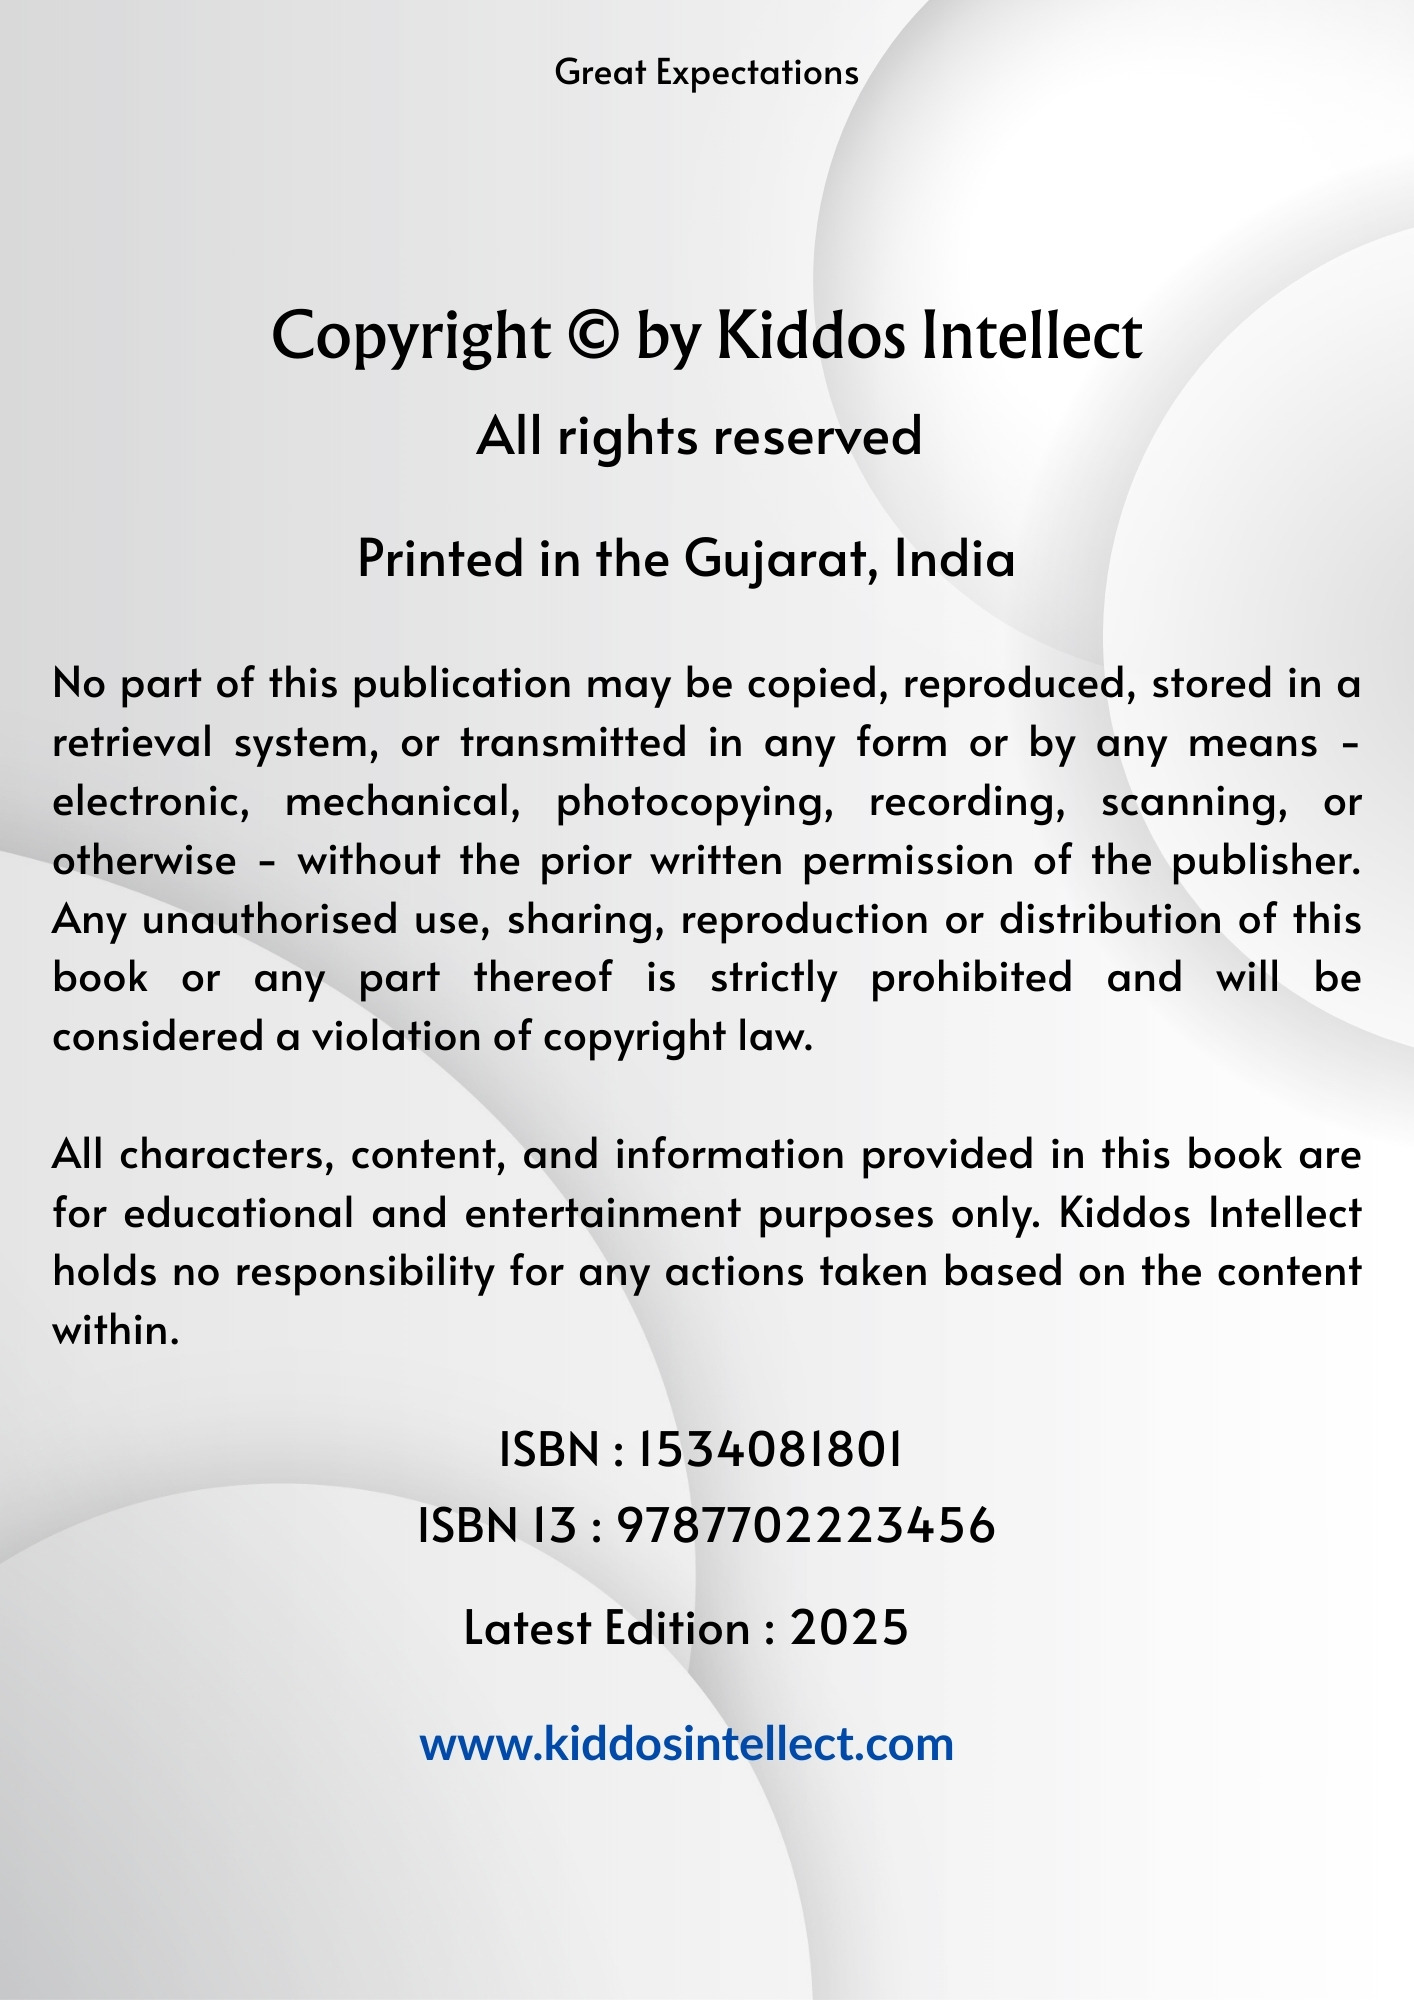 Great Expectations
Copyright © by Kiddos Intellect
All rights reserved
Printed in the Gujarat, India
No part of this publication may be copied, reproduced, stored in a
retrieval system, or transmitted in any form or by any means -
electronic, mechanical, photocopying, recording, scanning, or
otherwise - without the prior written permission of the publisher.
Any unauthorised use, sharing, reproduction or distribution of this
book or any part thereof is strictly prohibited and will be
considered a violation of copyright law.
All characters, content, and information provided in this book are
for educational and entertainment purposes only. Kiddos Intellect
holds no responsibility for any actions taken based on the content
within.
ISBN : 1534081801
ISBN 13 : 9787702223456
Latest Edition : 2025
www.kiddosintellect.com